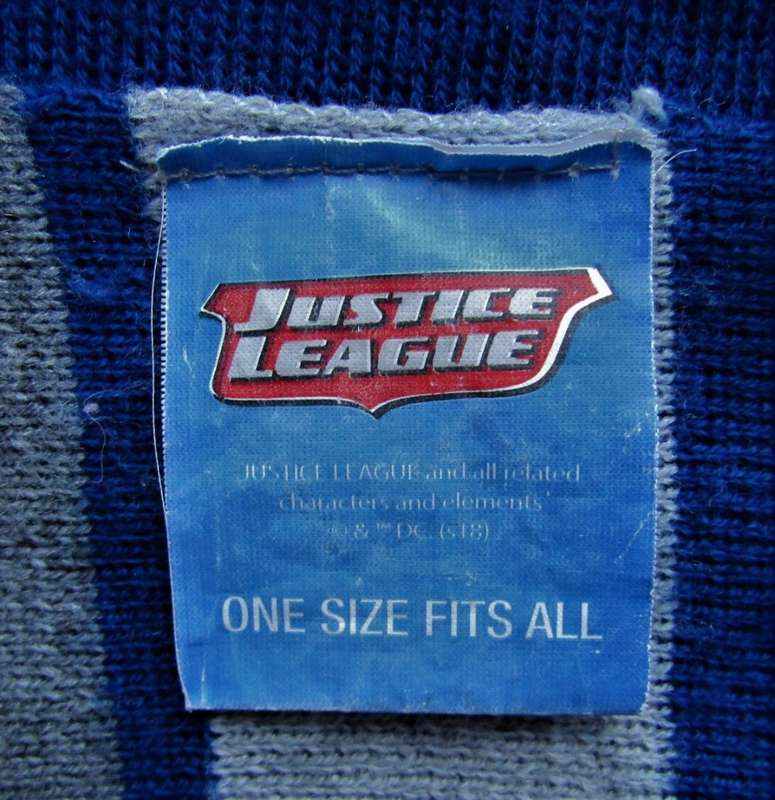 JUSTICE
LEAGUE
JUSTICE LEAGUE and all related
characters and elements
© & ™ DC. (s18)
ONE SIZE FITS ALL